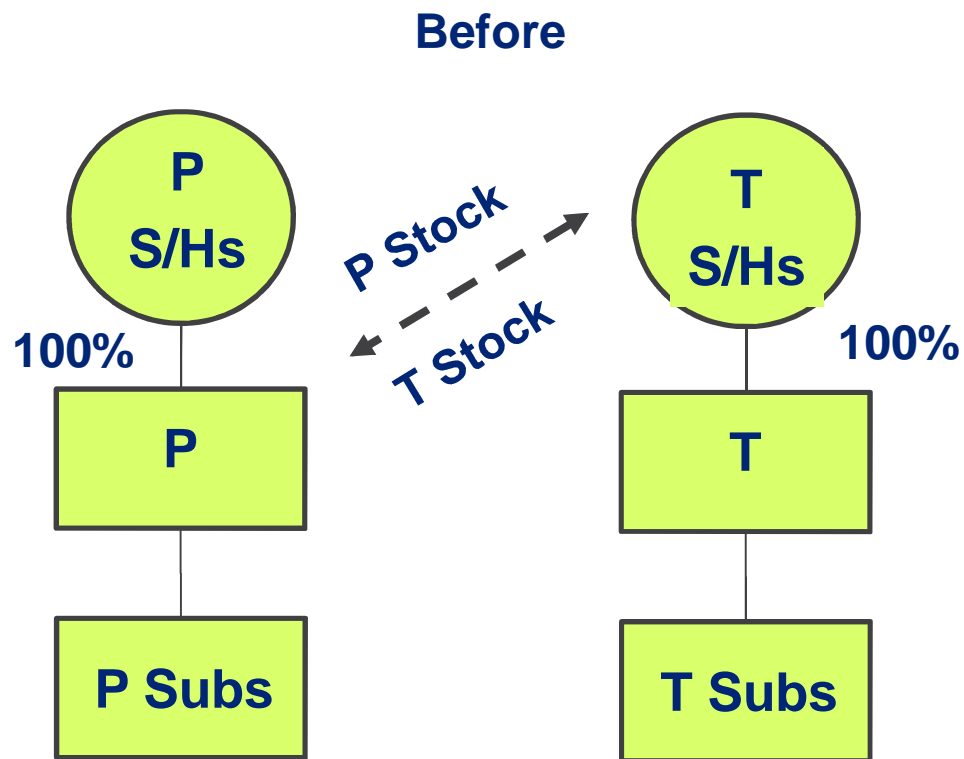 Before
P
S/Hs
P Stock
T Stock
T
S/Hs
100%
100%
P
T
P Subs
T Subs